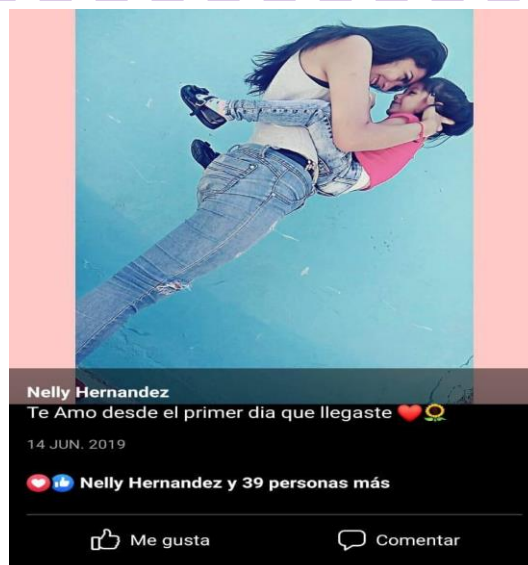 Nelly Hernandez
Te Amo desde el primer dia que llegaste ❤️🌻
14 JUN. 2019
Nelly Hernandez y 39 personas más
Me gusta
Comentar